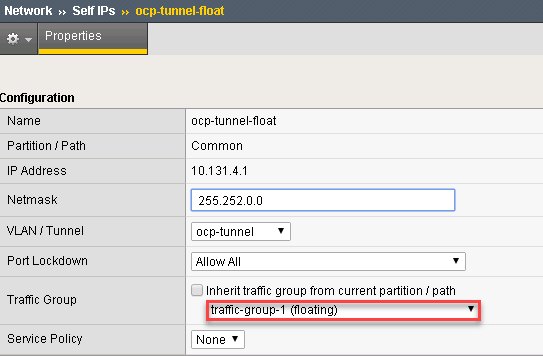 Network ›› Self IPs ›› ocp-tunnel-float
Properties
Configuration
Name ocp-tunnel-float
Partition / Path Common
IP Address 10.131.4.1
Netmask 255.252.0.0
VLAN / Tunnel ocp-tunnel
Port Lockdown Allow All
Traffic Group Inherit traffic group from current partition / path
traffic-group-1 (floating)
Service Policy None